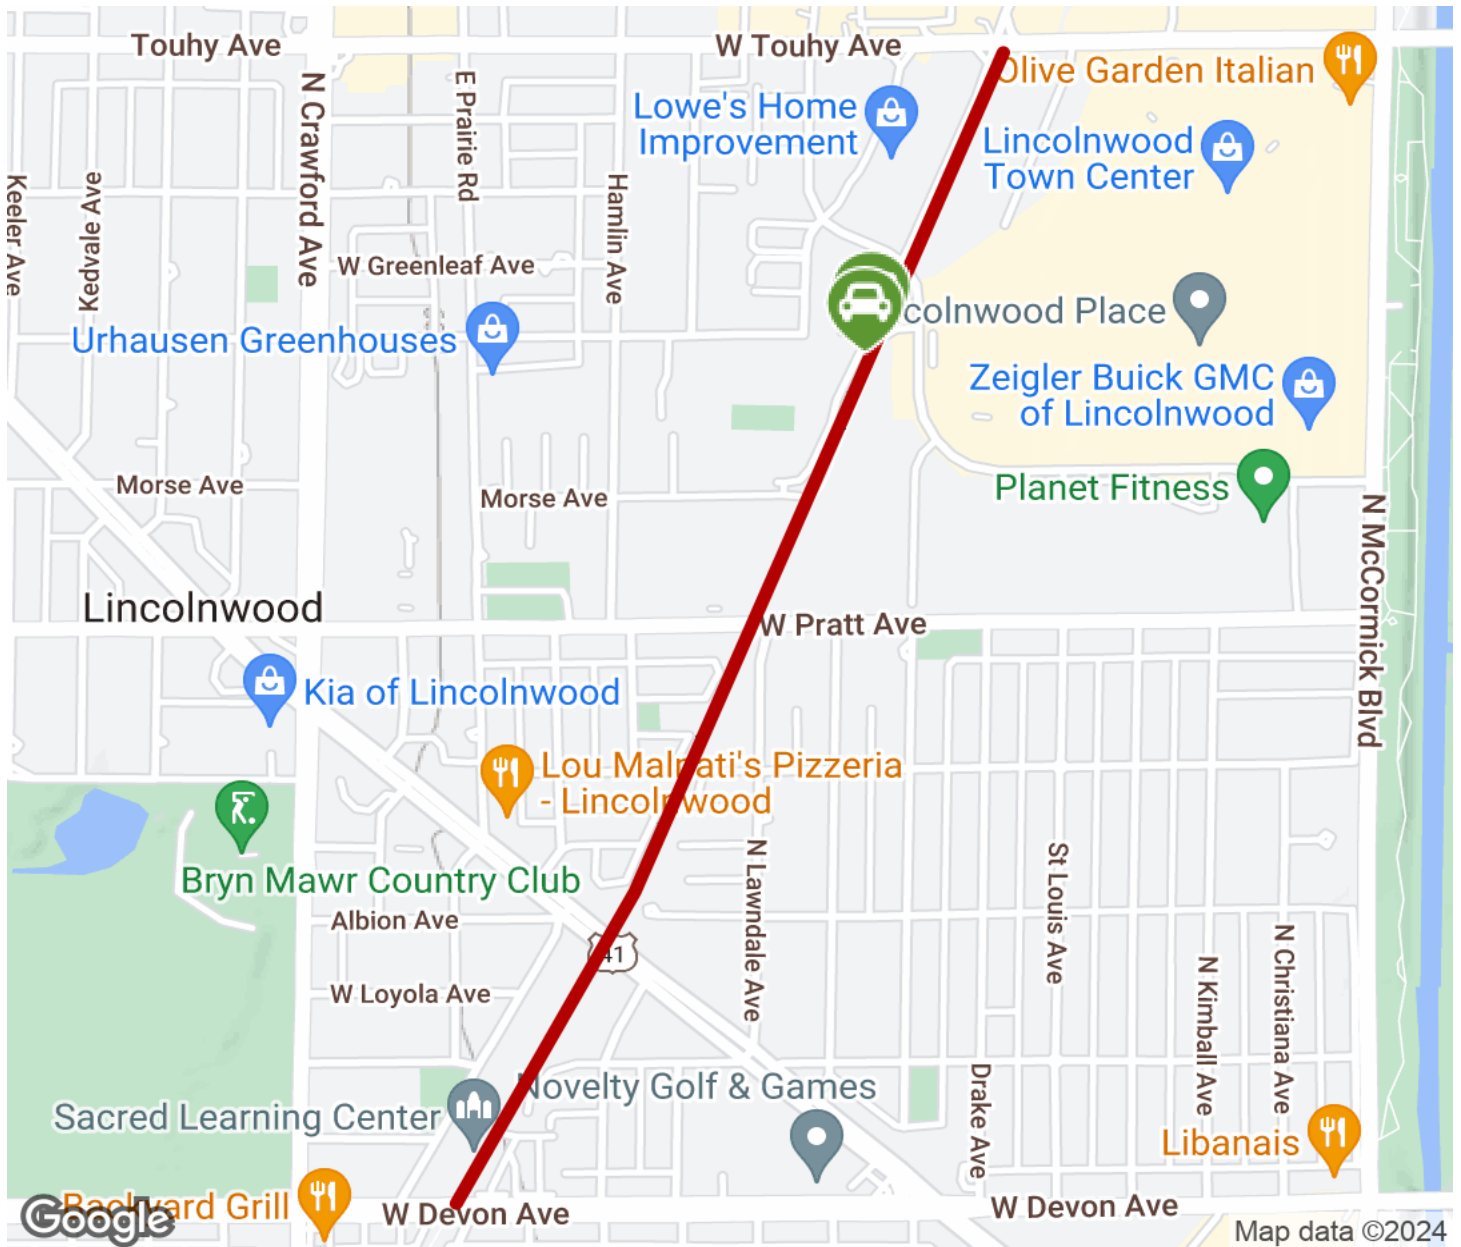 Touhy Ave
W Touhy Ave
Olive Garden Italian
N Crawford Ave
E Prairie Rd
Lowe's Home
Improvement
Lincolnwood
Town Center
Keeler Ave
Kedvale Ave
Hamlin Ave
W Greenleaf Ave
colnwood Place
Urhausen Greenhouses
Zeigler Buick GMC
of Lincolnwood
Morse Ave
Morse Ave
Planet Fitness
N McCormick Blvd
Lincolnwood
W Pratt Ave
Kia of Lincolnwood
Lou Malnati's Pizzeria
- Lincolnwood
Bryn Mawr Country Club
Albion Ave
N Lawndale Ave
St Louis Ave
41
N Christiana Ave
N Kimball Ave
W Loyola Ave
Drake Ave
Novelty Golf & Games
Sacred Learning Center
Libanais
Backyard Grill
W Devon Ave
W Devon Ave
Google
Map data ©2024